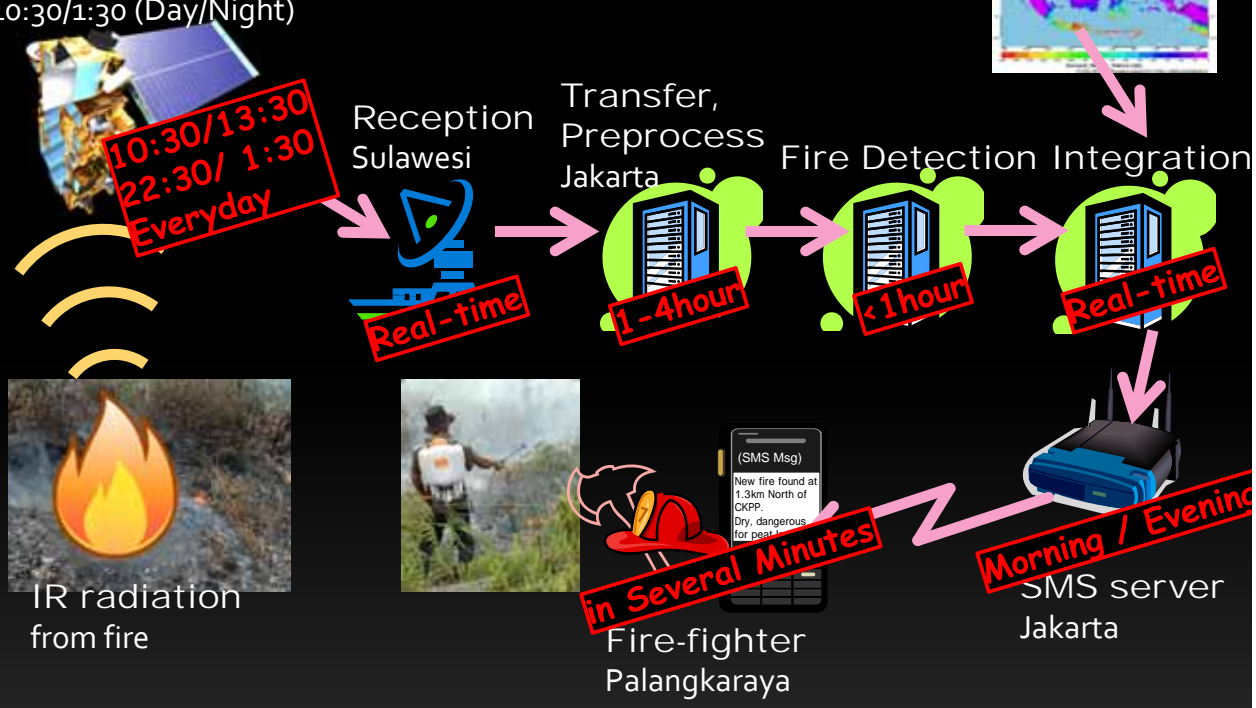 10:30/1:30 (Day/Night)
10:30/13:30
22:30/ 1:30
Everyday
Reception
Sulawesi
Real-time
Transfer,
Preprocess
Jakarta
1-4hour
Fire Detection
<1hour
Integration
Real-time
IR radiation
from fire
(SMS Msg)
New fire found at
1.3km North of
CKPP.
Dry, dangerous
for peat
in Several Minutes
Fire-fighter
Palangkaraya
Morning / Evening
SMS server
Jakarta